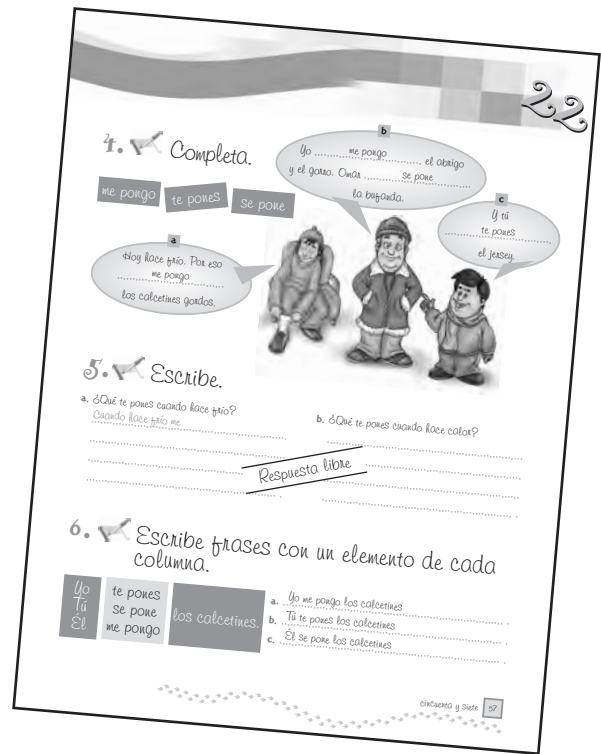 22
4. Completa.
me pongo te pones se pone
a
Hoy hace frío. Por eso
me pongo
los calcetines gordos.
b
Yo me pongo el abrigo
y el gorro. Omar se pone
la bufanda.
c
Y tú
te pones
el jersey.
5. Escribe.
a. ¿Qué te pones cuando hace frío?
Cuando hace frío me
b. ¿Qué te pones cuando hace calor?
Respuesta libre
6. Escribe frases con un elemento de cada
columna.
Yo
Tú
Él
te pones
se pone
me pongo
los calcetines.
a. Yo me pongo los calcetines
b. Tú te pones los calcetines
c. Él se pone los calcetines
cincuenta y siete 57